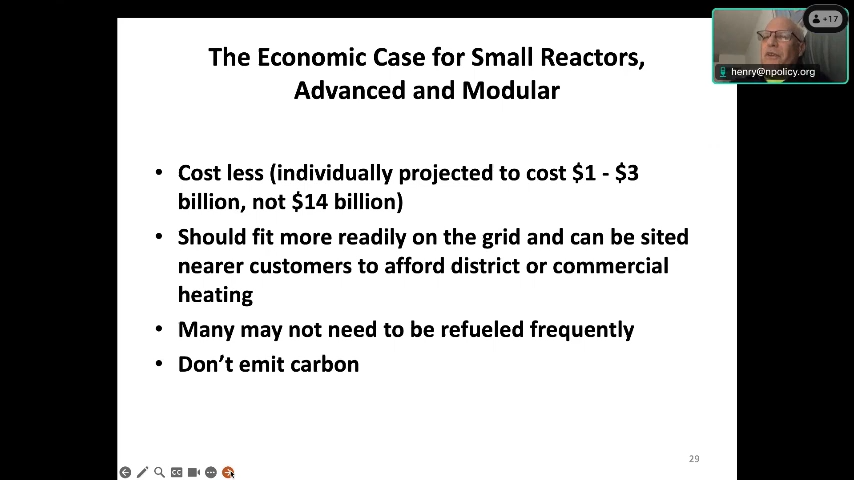 The Economic Case for Small Reactors,
Advanced and Modular
+17
henry@npolicy.org
• Cost less (individually projected to cost $1 - $3
billion, not $14 billion)
• Should fit more readily on the grid and can be sited
nearer customers to afford district or commercial
heating
• Many may not need to be refueled frequently
• Don’t emit carbon
29
CC